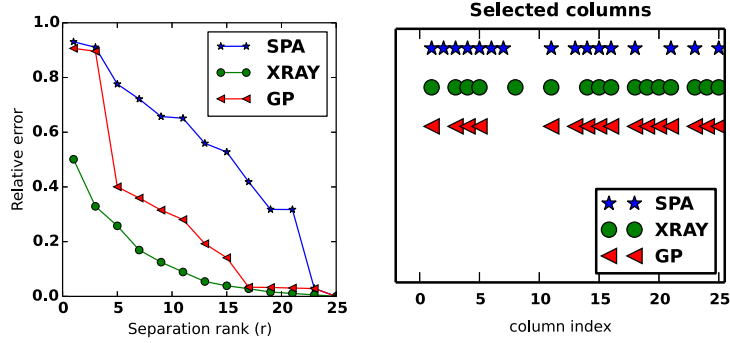 Selected columns
1.0
0.8
0.6
0.4
0.2
0.0
Relative error
SPA
XRAY
GP
0 5 10 15 20 25
Separation rank (r)
SPA
XRAY
GP
0 5 10 15 20 25
column index